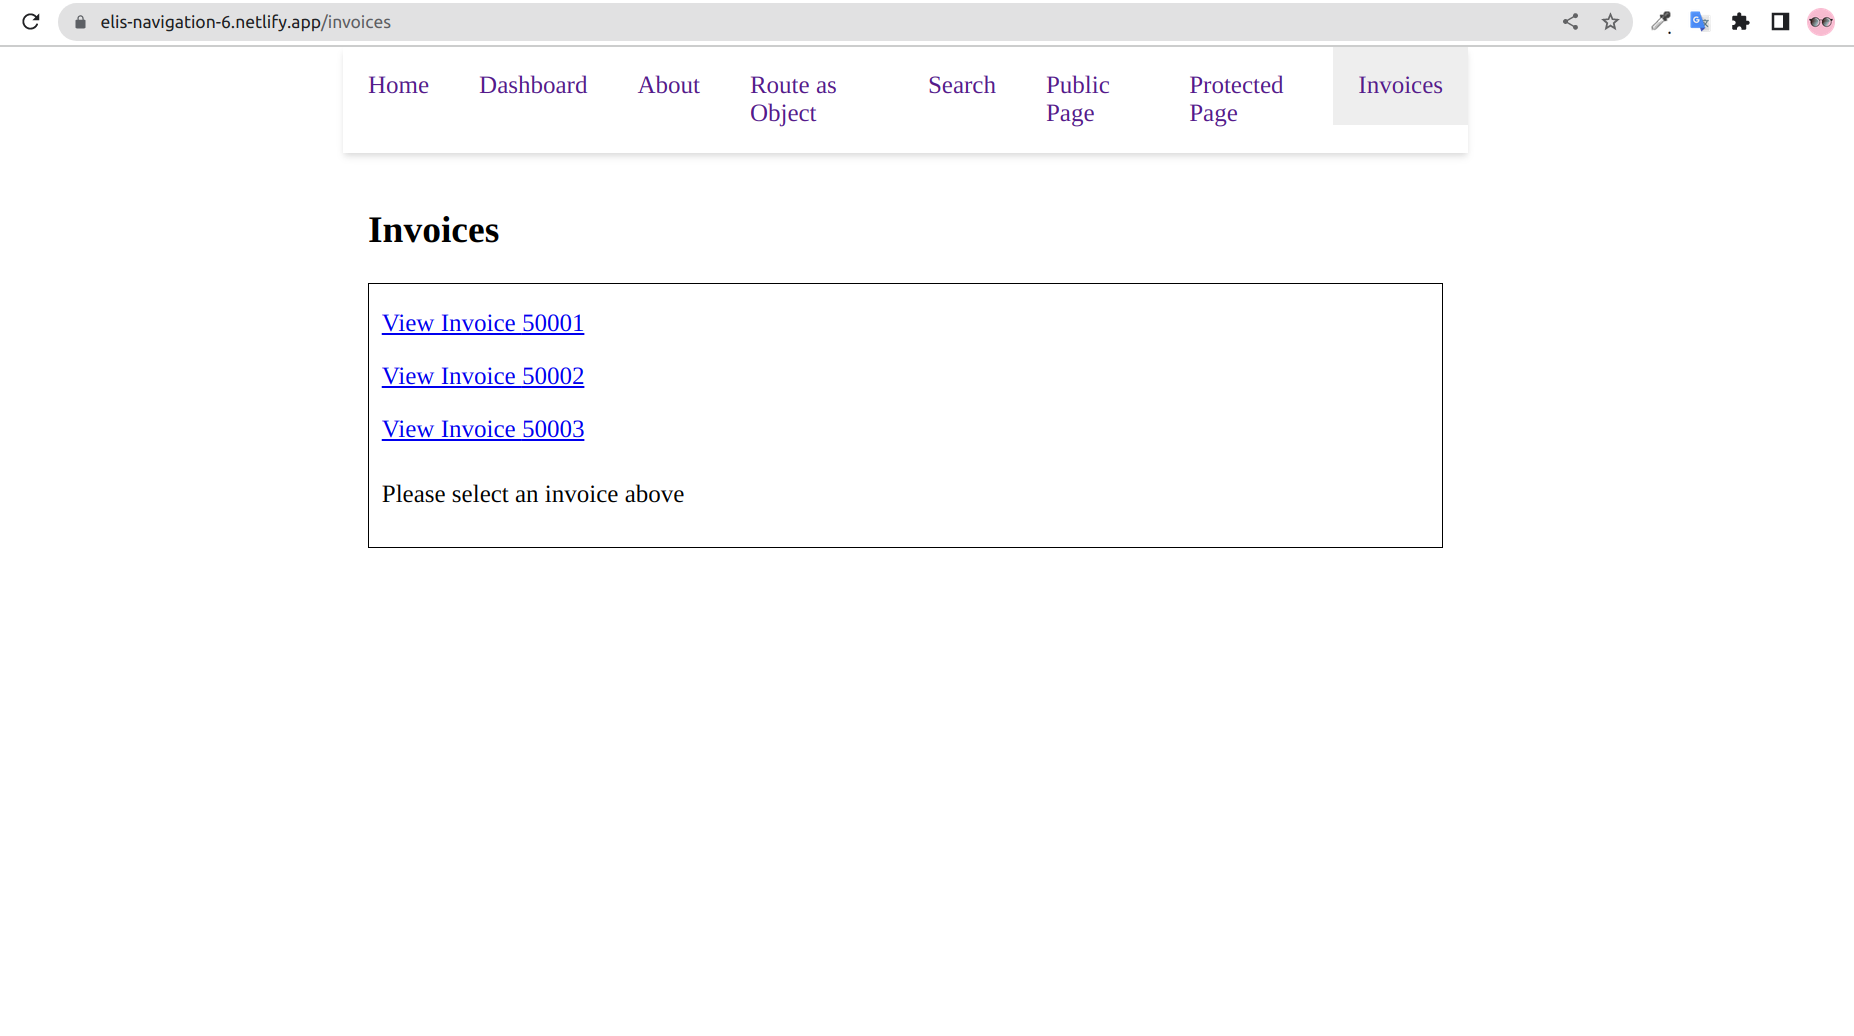 elis-navigation-6.netlify.app/invoices
Home Dashboard About Route as Object Search Public Page Protected Page Invoices
Invoices
View Invoice 50001
View Invoice 50002
View Invoice 50003
Please select an invoice above